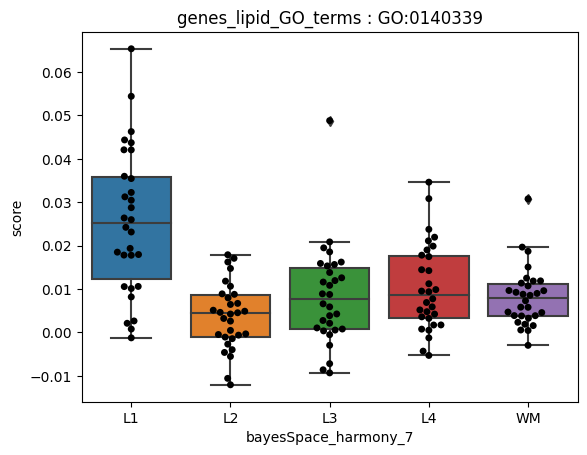 genes_lipid_GO_terms : GO:0140339
score
0.06
0.05
0.04
0.03
0.02
0.01
0.00
−0.01
L1 L2 L3 L4 WM
bayesSpace_harmony_7